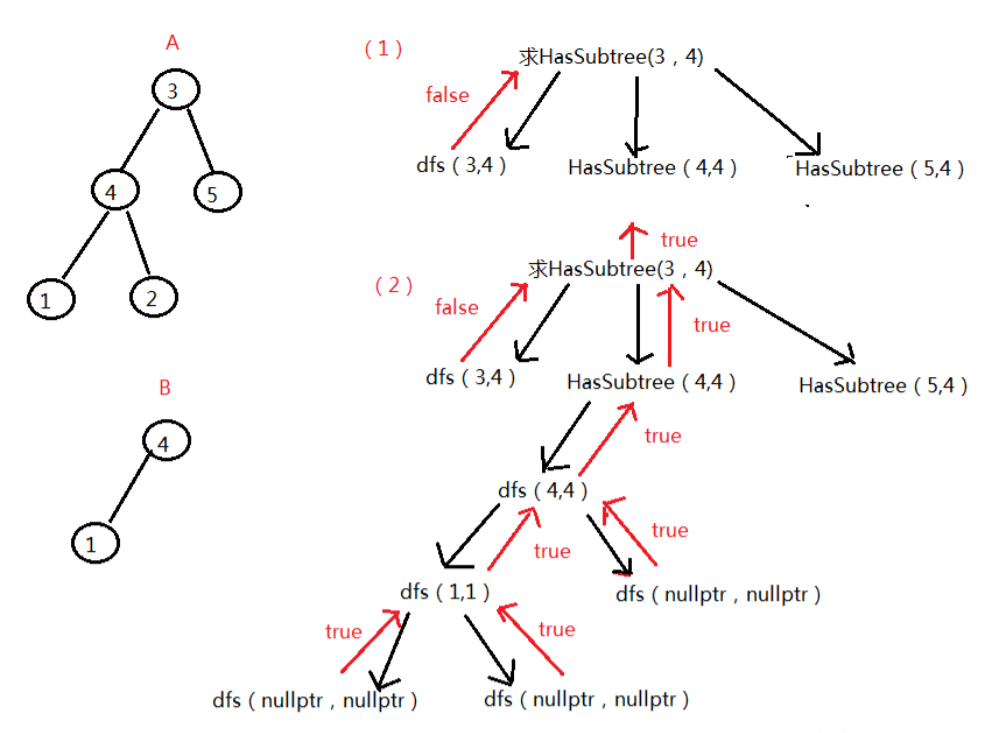 A
3
4
5
1
2
B
4
1
(1)
求HasSubtree(3 , 4)
false
dfs ( 3,4 )
HasSubtree ( 4,4 )
HasSubtree ( 5,4 )
true
(2)
求HasSubtree(3 , 4)
false
true
dfs ( 3,4 )
HasSubtree ( 4,4 )
HasSubtree ( 5,4 )
true
dfs ( 4,4 )
true
true
dfs ( 1,1 )
dfs ( nullptr , nullptr )
true
true
dfs ( nullptr , nullptr )
dfs ( nullptr , nullptr )